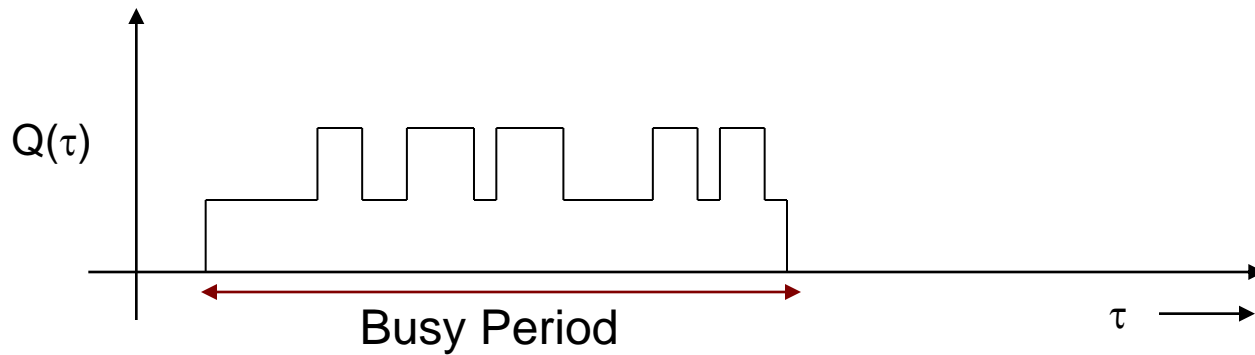 Q(τ)
Busy Period
τ